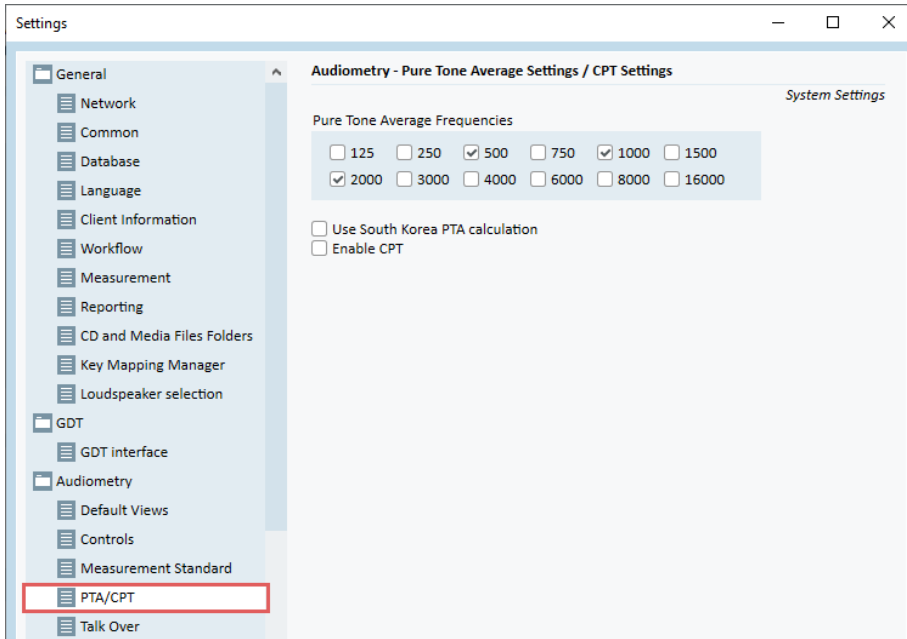 Settings
General
Network
Common
Database
Language
Client Information
Workflow
Measurement
Reporting
CD and Media Files Folders
Key Mapping Manager
Loudspeaker selection
GDT
GDT interface
Audiometry
Default Views
Controls
Measurement Standard
PTA/CPT
Talk Over
Audiometry - Pure Tone Average Settings / CPT Settings
System Settings
Pure Tone Average Frequencies
125 250 500 750 1000 1500
2000 3000 4000 6000 8000 16000
Use South Korea PTA calculation
Enable CPT